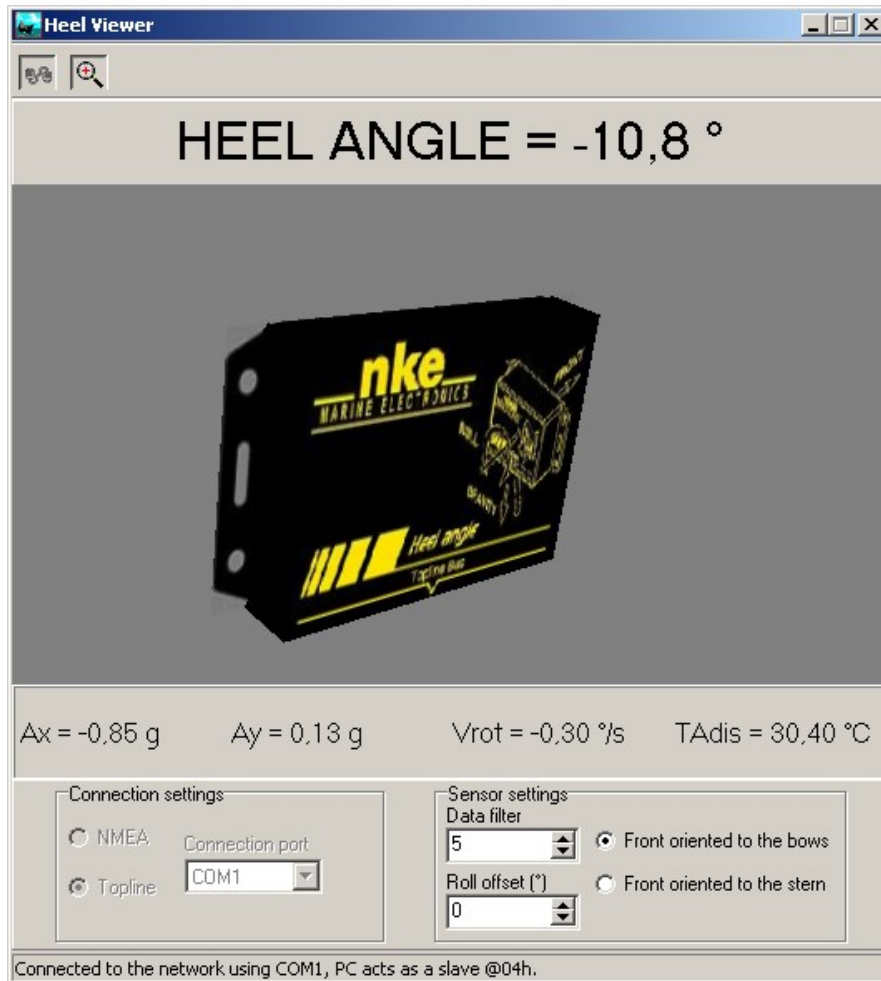 Heel Viewer
HEEL ANGLE = -10,8 °
nke
MARINE ELECTRONICS
FRONT
ROLL
GRAVITY
Heel angle
Topline Bus
Ax = -0,85 g Ay = 0,13 g Vrot = -0,30 °/s TAdis = 30,40 °C
Connection settings
NMEA
Connection port
Topline
COM1
Sensor settings
Data filter
5
Front oriented to the bows
Roll offset (°)
Front oriented to the stern
0
Connected to the network using COM1, PC acts as a slave @04h.